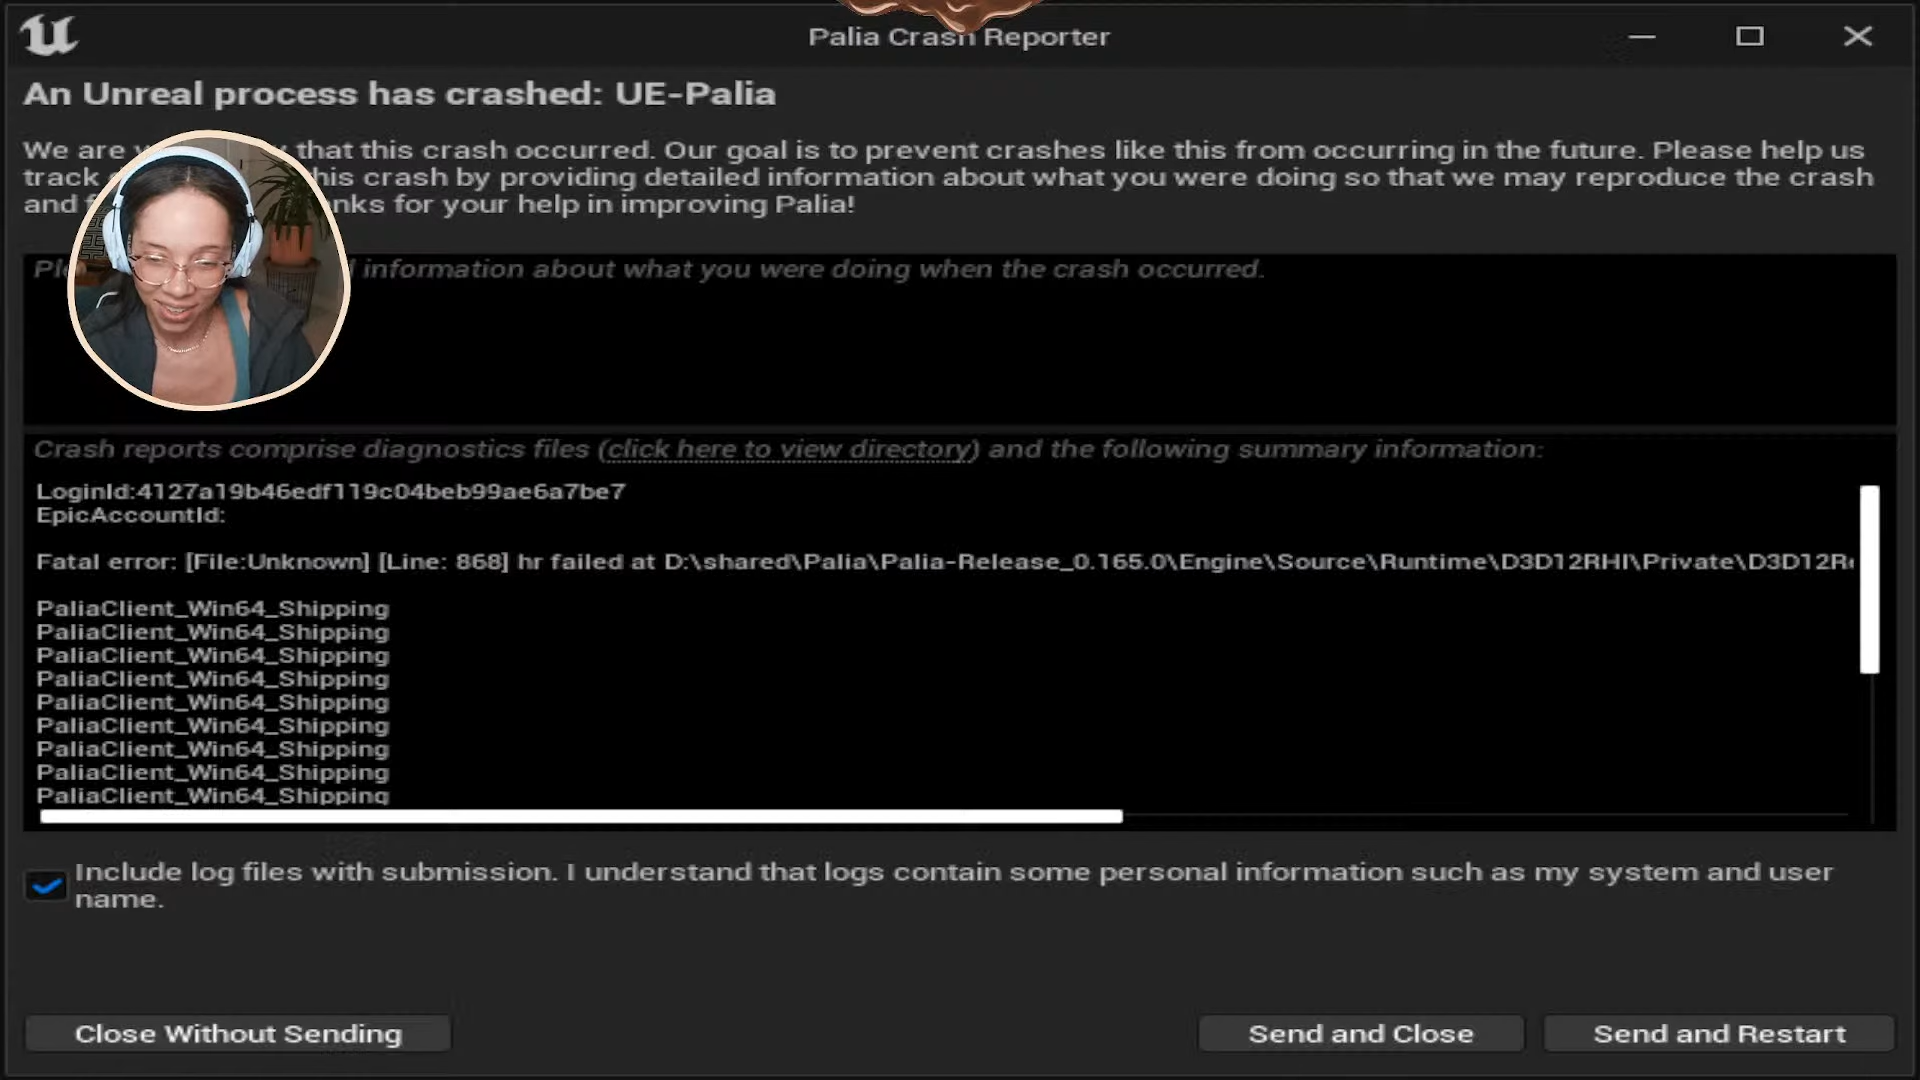 Palia Crash Reporter
An Unreal process has crashed: UE-Palia
We are that this crash occurred. Our goal is to prevent crashes like this from occurring in the future. Please help us
track his crash by providing detailed information about what you were doing so that we may reproduce the crash
and for your help in improving Palia!
information about what you were doing when the crash occurred.
Crash reports comprise diagnostics files (click here to view directory) and the following summary information:
LoginId:4127a19b46edf119c04beb99ae6a7be7
EpicAccountId:
Fatal error: [File:Unknown] [Line: 868] hr failed at D:\shared\Palia\Palia-Release_0.165.0\Engine\Source\Runtime\D3D12RHI\Private\D3D12R
PaliaClient_Win64_Shipping
PaliaClient_Win64_Shipping
PaliaClient_Win64_Shipping
PaliaClient_Win64_Shipping
PaliaClient_Win64_Shipping
PaliaClient_Win64_Shipping
PaliaClient_Win64_Shipping
PaliaClient_Win64_Shipping
PaliaClient_Win64_Shipping
Include log files with submission. I understand that logs contain some personal information such as my system and user
name.
Close Without Sending
Send and Close
Send and Restart